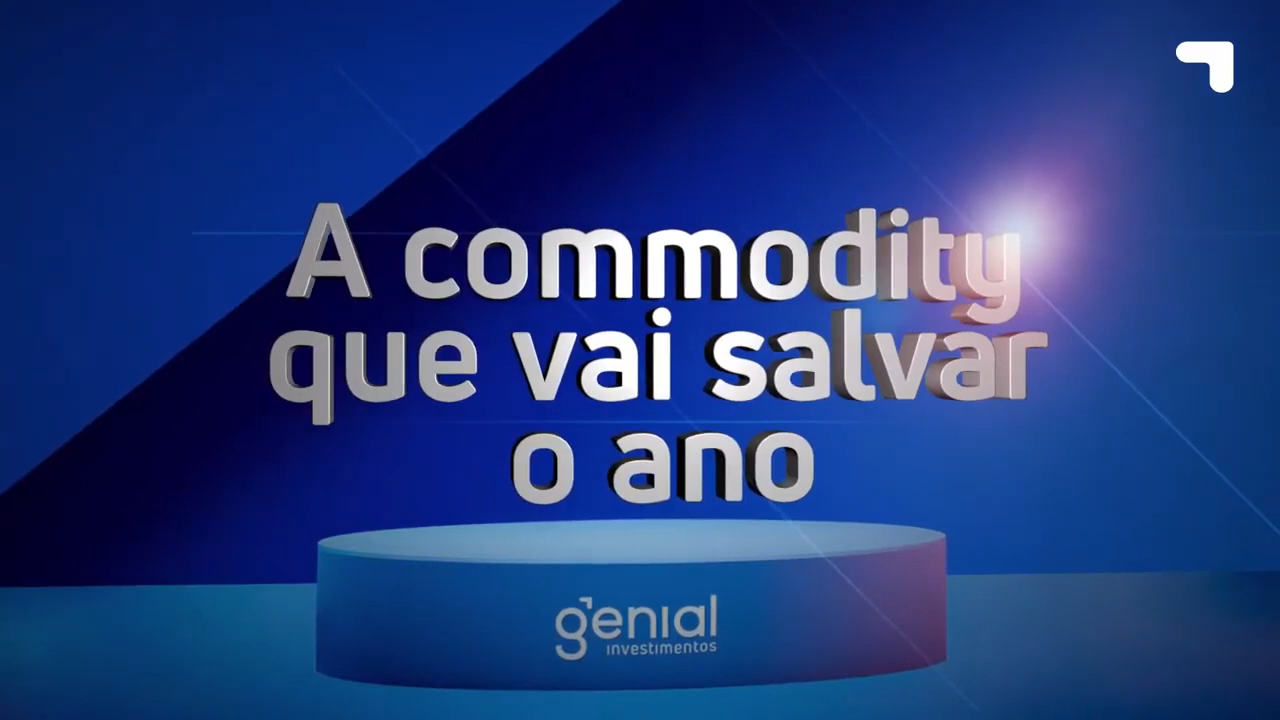 A commodity
que vai salvar
o ano
genial
investimentos